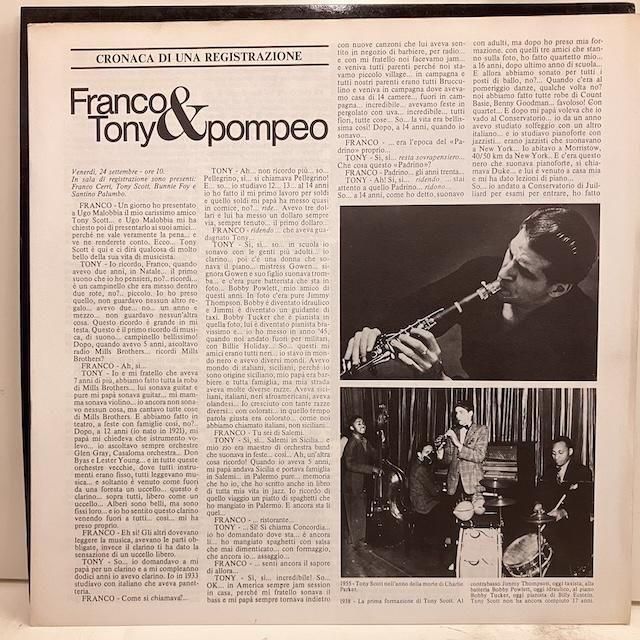 CRONACA DI UNA REGISTRAZIONE
Franco
& Tony pompeo
Venerdì, 24 settembre - ore 10.
In sala di registrazione sono presenti:
Franco Cerri, Tony Scott, Bunnie Foy e
Santino Palumbo.
FRANCO - Un giorno ho presentato
a Ugo Malobbia il mio carissimo amico
Tony Scott... e Ugo Malobbia mi ha
chiesto poi di presentarlo ai suoi amici...
perché ne vale veramente la pena... e
ve ne renderete conto. Ecco... Tony
Scott è qui e ci dirà qualcosa di molto
bello della sua vita di musicista.
TONY - Io ricordo, Franco, quando
avevo due anni, in Natale... il primo
suono che io ho pensieri, no?.. ricordi...
è un campinello che era messo dentro
due rote, no?.. piccolo. Io ho preso
quello, non guardavo nessun altro re-
galo... avevo due... no... un anno e
mezzo... non guardavo nessun'altra
cosa. Questo ricordo è grande in mi
testa. Questo è il primo ricordo di musi-
ca, di suono... campinello bellissimo!
Dopo, quando avevo 5 anni, ascoltavo
radio Mills Brothers... ricordi Mills
Brothers?
FRANCO - Ah, sì...
TONY - Io e mi fratello che aveva
7 anni di più, abbiamo fatto tutta la roba
di Mills Brothers... lui sonava guitar e
pure mi papà sonava guitar... mi mam-
ma sonava violino... io ancora non sona-
vo nessun cosa, ma cantavo tutte cose
di Mills Brothers. E abbiamo fatto in
teatro, a feste con famiglie così, no?..
Dopo, a 12 anni (io nato in 1921), mi
papà mi chiedeva che istrumento vo-
levo... io ascoltavo sempre orchestre
Glen Gray, Casaloma orchestra... Don
Byas e Lester Young... e in tutte queste
orchestre vecchie, dove tutti instru-
menti erano fisso, tutti leggevano mu-
sica... e soltanto è venuto come fuori
da una foresta un uccello... questo è
clarino... sopra tutti, libero come un
uccello... Alberi sono belli, ma sono
fissi loro... e io ho sentito questo clarino
venendo fuori a tutti... così... mi ha
preso proprio.
FRANCO - Eh sì! Gli altri dovevano
leggere la musica, avevano le parti ob-
bligate, invece il clarino ti ha dato la
sensazione di un uccello libero.
TONY - So... io domandavo a mi
papà per un clarino e a mi compleanno
dodici anni io avevo clarino. Io in 1933
studiavo con italiano che aveva panet-
teria.
FRANCO - Come si chiamava?...
TONY - Ah... non ricordo più... so...
Pellegrino, sì... si chiamava Pellegrino!
E... so... io studiavo 12... 13... al 14 anni
io ho fatto il mi primo lavoro per soldi
e quello soldi mi papà ha messo quasi
in cornice, no?... ride... Avevo tre dol-
lari e lui ha messo un dollaro sempre
via, sempre tenuto... il primo dollaro...
FRANCO - ridendo ... che aveva gua-
dagnato Tony...
TONY - Sì, sì... so... in scuola io
sonavo con le genti più adulti... io
clarino... poi c'e una donna che so-
nava il piano... mistress Gowen... si-
gnora Gowen e suo figlio suonava trom-
ba... e c'era pure batterista che sta in
foto... Bobby Powlett, mio amico di
questi anni. In foto c'era pure Jimmy
Thompson. Bobby è diventato idraulico
e Jimmi è diventato un guidante di
taxi. Bobby Tucker che è pianista in
quella foto, lui è diventato pianista bra-
vissimo e... io ho messo in anno '45,
quando noi andato fuori per militari,
con Billie Holiday... So... questi mi
amici erano tutti neri... io stavo in mon-
do nero e avevo diversi mondi. Avevo
mondo di italiani, siciliani, perché io
sono origine siciliano, mio papà era bar-
biere e tutta famiglia, ma mia strada
aveva molte diverse razze. Aveva sici-
liani, italiani, neri afroamericani, aveva
olandesi... Io cresciuto con tante razze
diversi... con colorati... in quello tempo
parola giusta era colorato... come noi
abbiamo chiamato italiani, non siciliani.
FRANCO - Tu sei di Salemi.
TONY - Sì, sì... Salemi in Sicilia... e
mio zio era maestro di orchestra band
che suonava in feste... così... Ah, un'altra
cosa ricordo! Quando io aveva 5 anni,
mi papà andava Sicilia e portava famiglia
in Salemi... in Palermo pure... memoria
che ho io, che ho scritto anche in libro
di tutta mia vita in jazz. Io ricordo di
quello viaggio un piatto di spaghetti che
ho mangiato in Palermo. E ancora sta lì
quel...
FRANCO - ... ristorante...
TONY - ... Sì! Si chiama Concordia...
io ho domandato dove sta... è ancora
lì... ho mangiato spaghetti con salsa
che mai dimenticato... con formaggio,
che ancora io... assaggio...
FRANCO - ... senti ancora il sapore
di allora...
TONY - Sì, sì... incredibile! So...
OK... in America sempre jam session
in casa, perché mi fratello sonava il
bass e mi papà sempre tornava indietro
con nuove canzoni che lui aveva sen-
tito in negozio di barbiere, per radio...
e con mi fratello noi facevamo jam...
e veniva tutti parenti perché noi sta-
vamo piccolo village... in campagna e
tutti nostri parenti erano tutti Bruccu-
lino e veniva in campagna dove aveva-
mo casa di 14 camere... fuori in cam-
pagna... incredibile... avevamo feste in
pergolato con uva... incredibile... tutti
fiori, tutte cose... So... la vita era bellis-
sima così! Dopo, a 14 anni, quando io
sonavo...
FRANCO - ... era l'epoca del «Pa-
drino» proprio...
TONY - Sì, sì... resta sovrapensiero...
Che cosa questo «Padrino»?
FRANCO - Padrino... gli anni trenta...
TONY - Ah! Sì, sì... ridendo ... stai
attento a quello Padrino... ridono...
So... a 14 anni, come ho detto, suonavo
con adulti, ma dopo ho preso mia for-
mazione, con quelli tre amici che stan-
no sulla foto, ho fatto quartetto mio...
a 16 anni, dopo ultimo anno di scuola...
E allora abbiamo sonato per tutti i
posti di ballo, no?... Quando c'era al
pomeriggio danze, qualche volta no?
noi abbiamo fatto tutte robe di Count
Basie, Benny Goodman... favoloso! Con
quartet... E dopo mi papà voleva che io
vado al Conservatorio... io da un anno
avevo studiato solfeggio con un altro
italiano... e io studiavo pianoforte con
jazzisti... erano jazzisti che suonavano
a New York... Io abitavo a Morristow,
40/50 km da New York... E c'era questo
nero che suonava pianoforte, si chia-
mava Duke... e lui è venuto a casa mia
e mi ha dato lezioni di piano...
So... io andato a Conservatorio di Juil-
liard per esami per entrare, ho fatto
1955 - Tony Scott nell'anno della morte di Charlie
Parker.
1938 - La prima formazione di Tony Scott. Al
contrabbasso Jimmy Thompson, oggi taxista; alla
batteria Bobby Powlett, oggi idraulico, al piano
Bobby Tucker, oggi pianista di Billy Eckstein.
Tony Scott non ha ancora compiuto 17 anni.